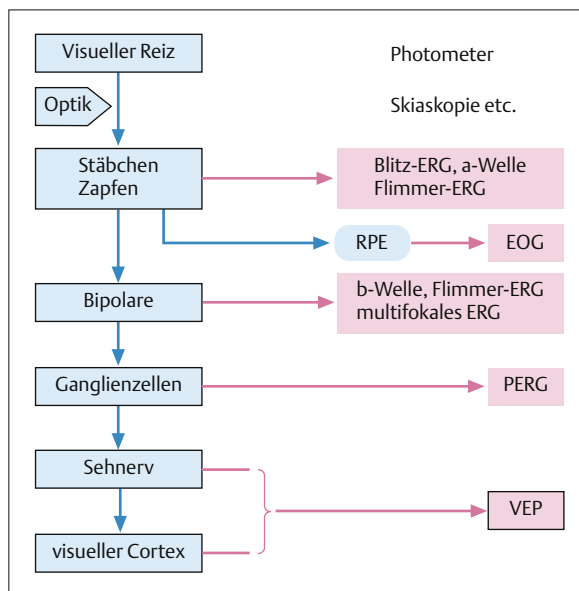 Visueller Reiz
Photometer
Optik
Skiaskopie etc.
Stäbchen
Zapfen
Blitz-ERG, a-Welle
Flimmer-ERG
RPE
EOG
Bipolare
b-Welle, Flimmer-ERG
multifokales ERG
Ganglienzellen
PERG
Sehnerv
VEP
visueller Cortex